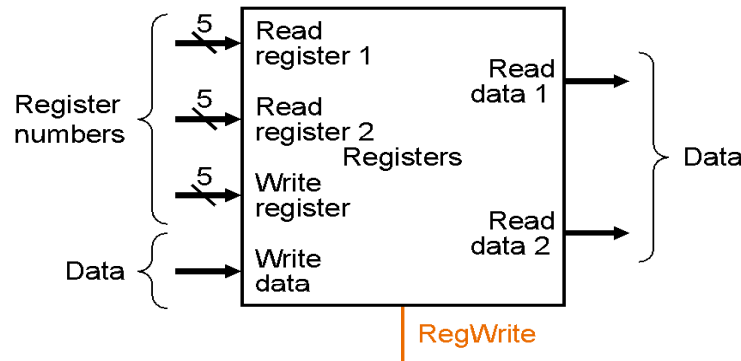 5
Read
register 1
5
Read
register 2
Register
numbers
5
Write
register
Data
Write
data
Registers
Read
data 1
Read
data 2
Data
RegWrite